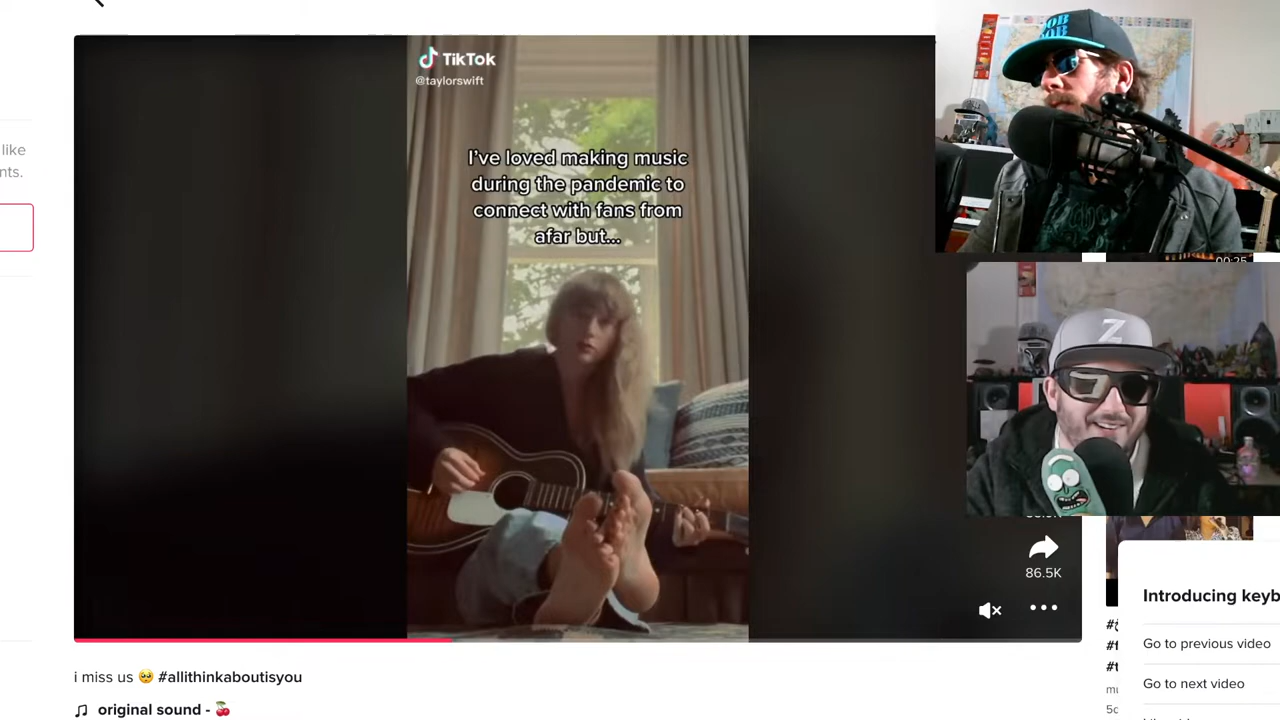 TikTok
@taylorswift
I've loved making music
during the pandemic to
connect with fans from
afar but...
like
nts.
Z
86.5K
i miss us 🥺 #allithinkaboutisyou
original sound - 🍒
Introducing keyb
Go to previous video
Go to next video